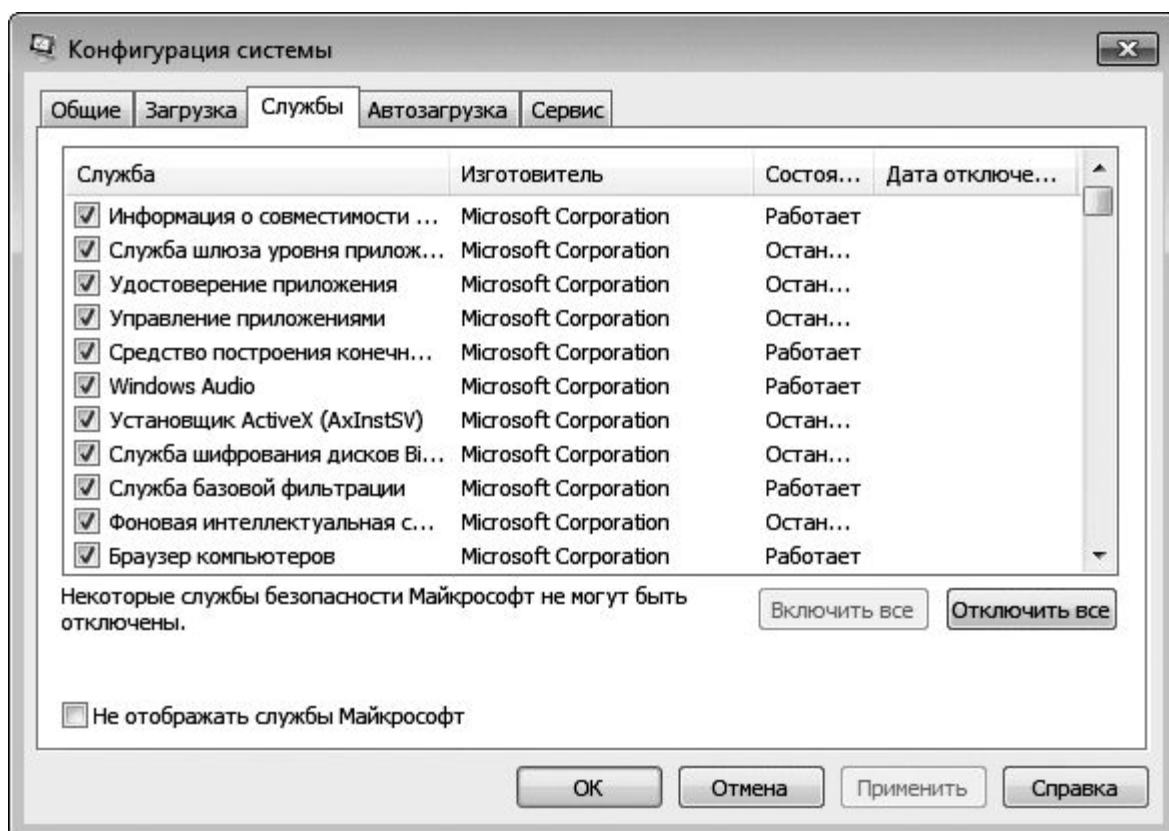 Конфигурация системы
Общие Загрузка Службы Автозагрузка Сервис
Служба Изготовитель Состоя... Дата отключе...
Информация о совместимости ... Microsoft Corporation Работает
Служба шлюза уровня прилож... Microsoft Corporation Остан...
Удостоверение приложения Microsoft Corporation Остан...
Управление приложениями Microsoft Corporation Остан...
Средство построения конечн... Microsoft Corporation Работает
Windows Audio Microsoft Corporation Работает
Установщик ActiveX (AxInstSV) Microsoft Corporation Остан...
Служба шифрования дисков Bi... Microsoft Corporation Остан...
Служба базовой фильтрации Microsoft Corporation Работает
Фоновая интеллектуальная с... Microsoft Corporation Остан...
Браузер компьютеров Microsoft Corporation Работает
Некоторые службы безопасности Майкрософт не могут быть
отключены.
Включить все Отключить все
Не отображать службы Майкрософт
ОК Отмена Применить Справка